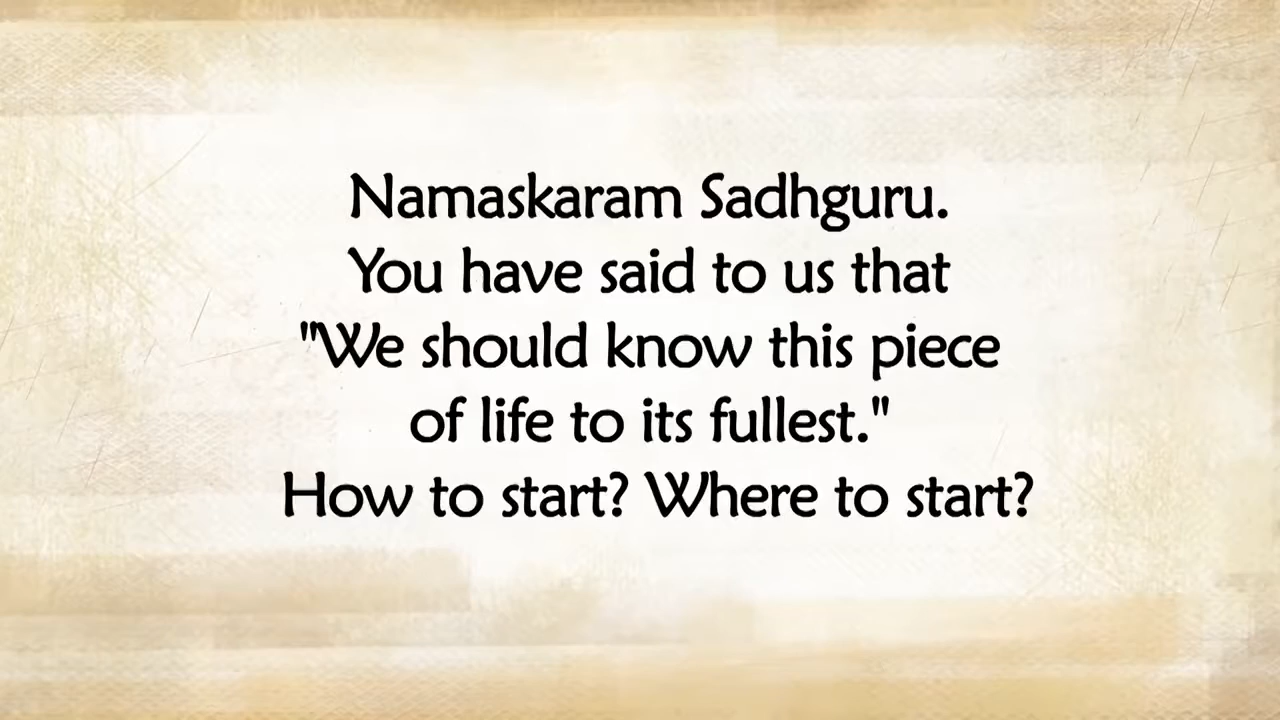 Namaskaram Sadhguru.
You have said to us that
"We should know this piece
of life to its fullest."
How to start? Where to start?